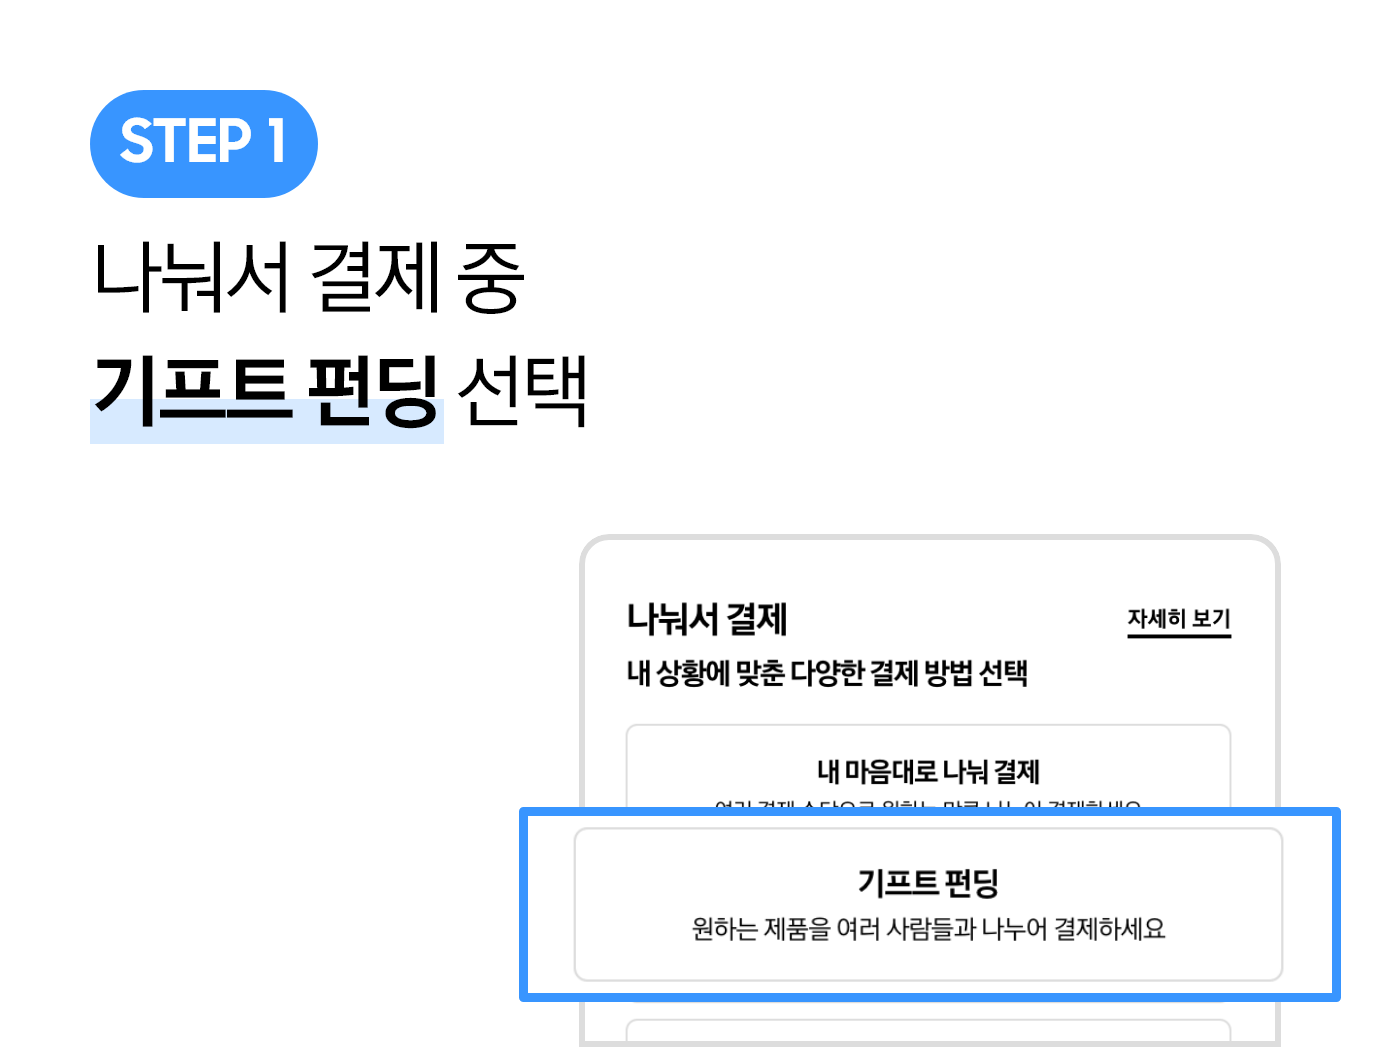 STEP 1
나눠서 결제 중
기프트 펀딩 선택
나눠서 결제
자세히 보기
내 상황에 맞춘 다양한 결제 방법 선택
내 마음대로 나눠 결제
기프트 펀딩
원하는 제품을 여러 사람들과 나누어 결제하세요